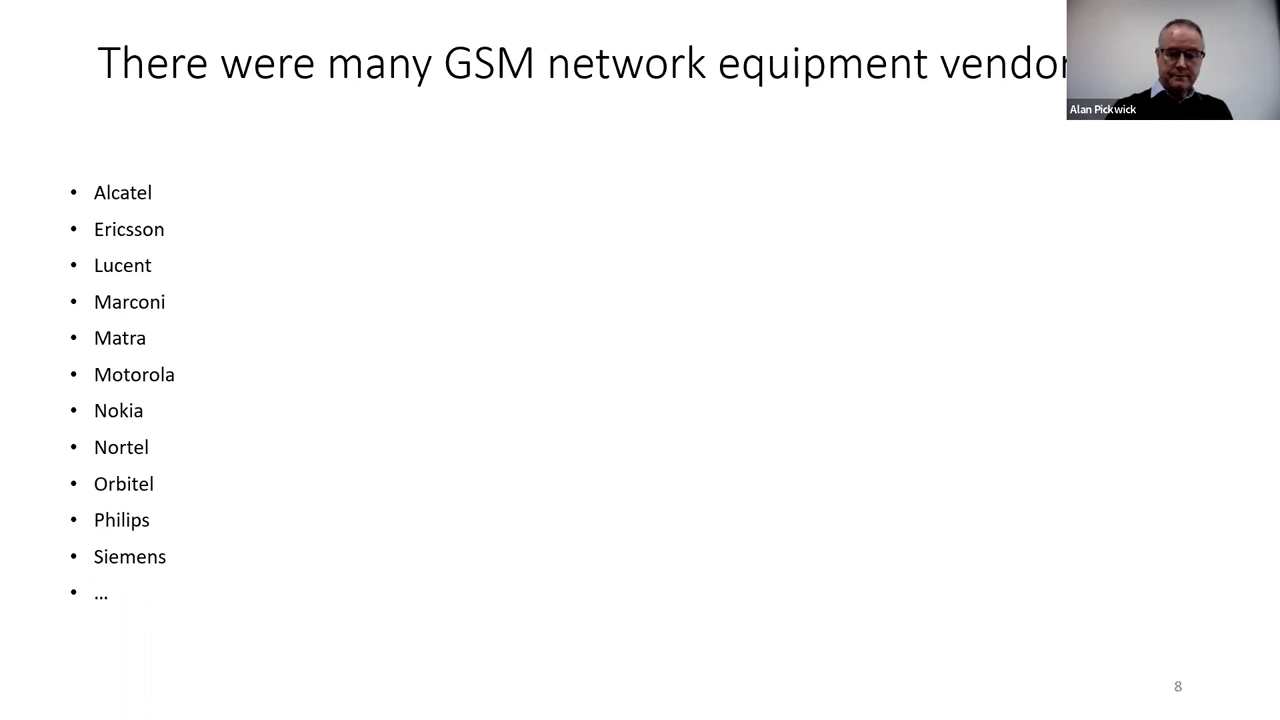 There were many GSM network equipment vendor
Alan Pickwick
• Alcatel
• Ericsson
• Lucent
• Marconi
• Matra
• Motorola
• Nokia
• Nortel
• Orbitel
• Philips
• Siemens
• ...
8